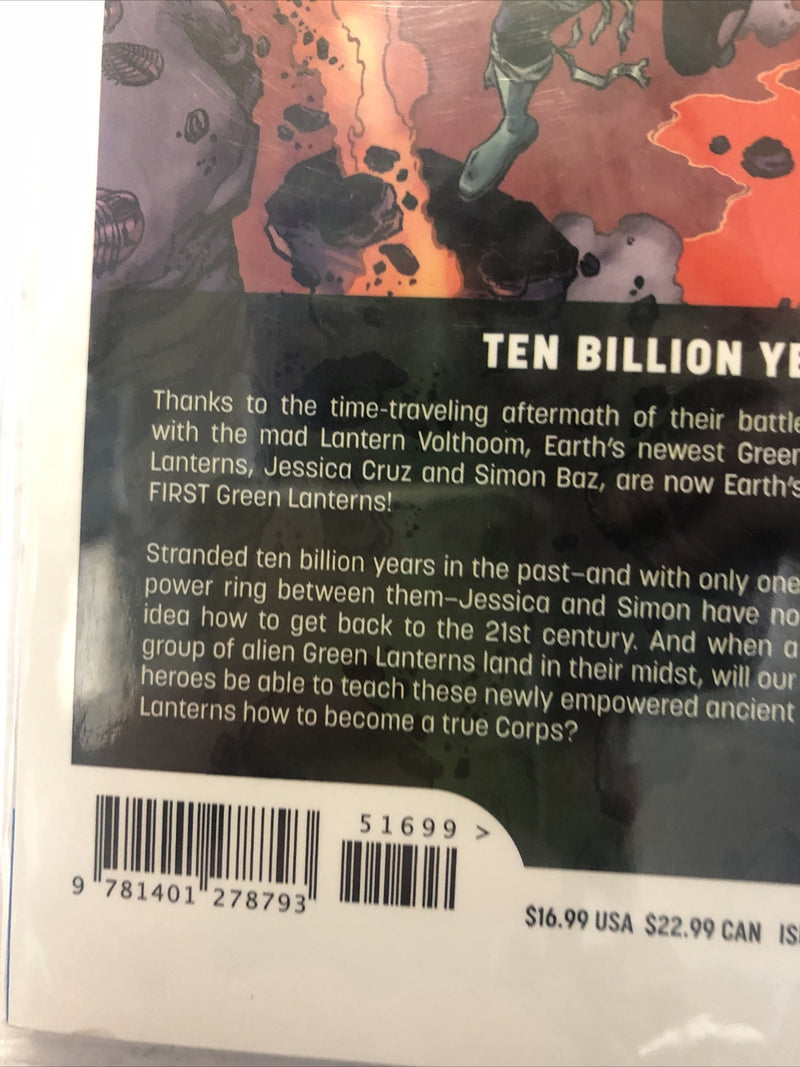 TEN BILLION YE
Thanks to the time-traveling aftermath of their battle
with the mad Lantern Volthoom, Earth's newest Green
Lanterns, Jessica Cruz and Simon Baz, are now Earth's
FIRST Green Lanterns!
Stranded ten billion years in the past–and with only one
power ring between them–Jessica and Simon have no
idea how to get back to the 21st century. And when a
group of alien Green Lanterns land in their midst, will our
heroes be able to teach these newly empowered ancient
Lanterns how to become a true Corps?
51699 >
9 781401 278793
$16.99 USA $22.99 CAN IS